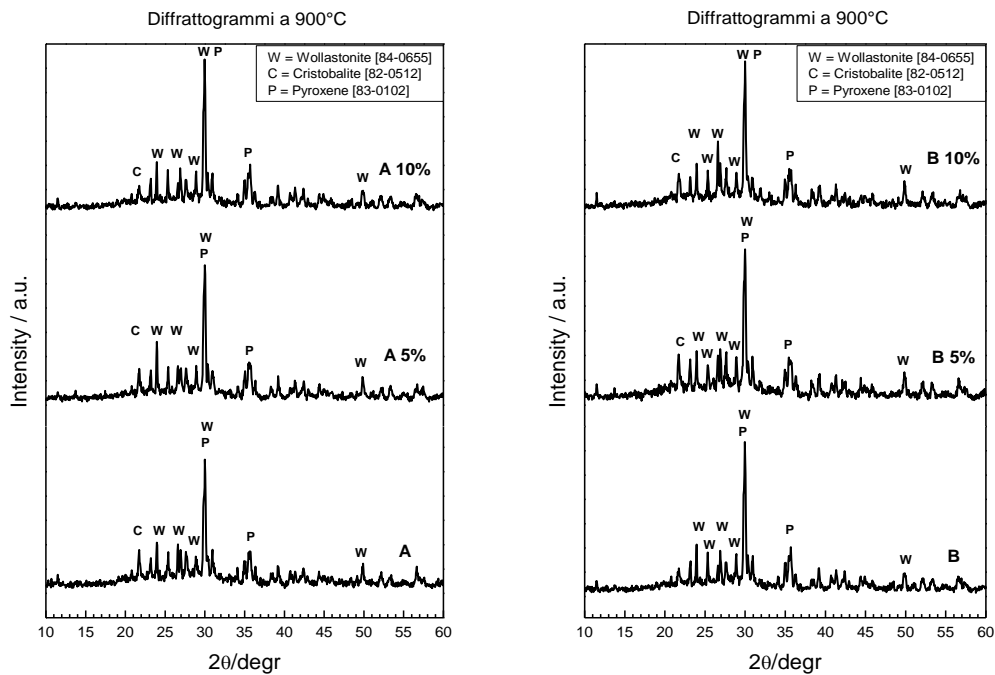 Diffrattogrammi a 900°C
W P
W = Wollastonite [84-0655]
C = Cristobalite [82-0512]
P = Pyroxene [83-0102]
C W W W P W
A 10%
W
P
C W W W P W
A 5%
W
P
C W W W P W
A
Intensity / a.u.
10 15 20 25 30 35 40 45 50 55 60
2θ/degr
Diffrattogrammi a 900°C
W P
W = Wollastonite [84-0655]
C = Cristobalite [82-0512]
P = Pyroxene [83-0102]
C W W W W P W
B 10%
W
P
C W W W W P W
B 5%
W
P
W W W W P W
B
Intensity / a.u.
10 15 20 25 30 35 40 45 50 55 60
2θ/degr